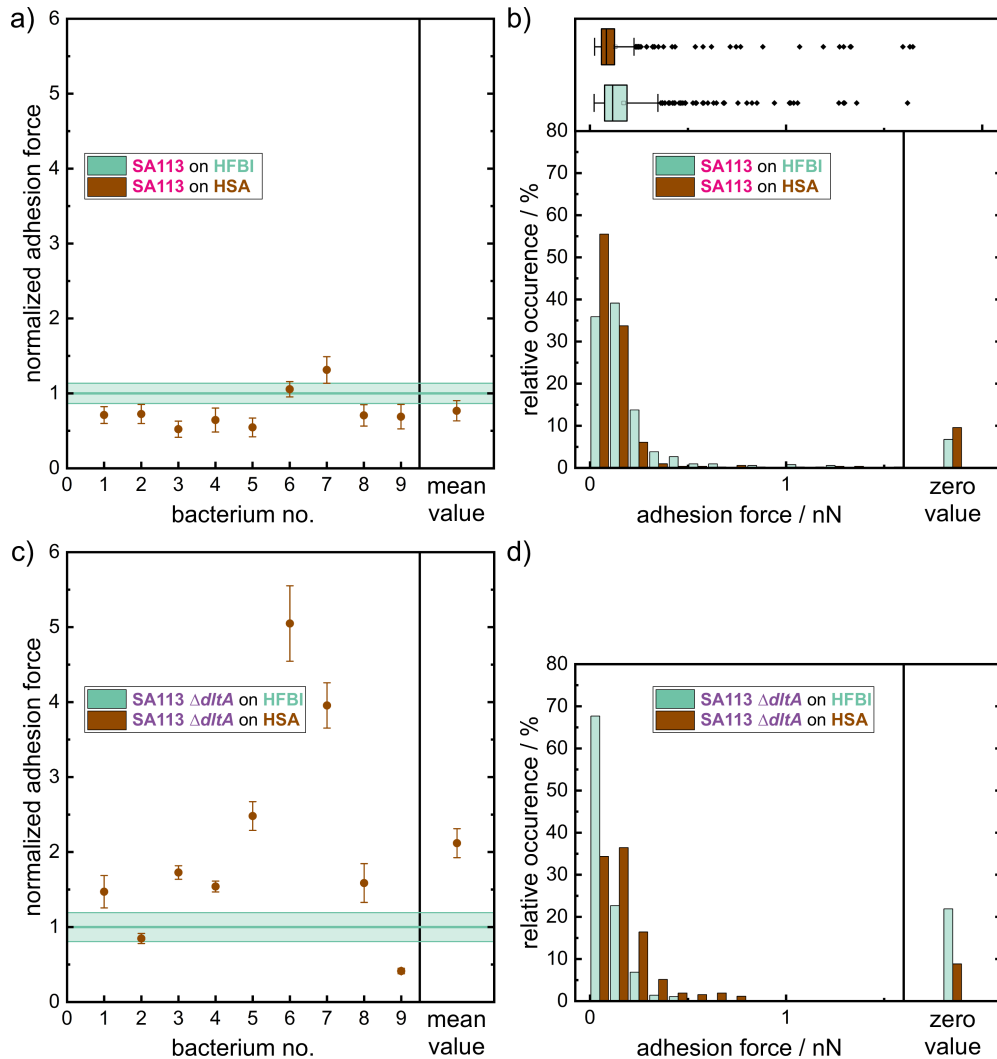 a)
normalized adhesion force
6
5
4
3
2
1
0
SA113 on HFBI
SA113 on HSA
0 1 2 3 4 5 6 7 8 9 mean value
bacterium no.
b)
relative occurence / %
80
70
60
50
40
30
20
10
0
SA113 on HFBI
SA113 on HSA
0 1 zero value
adhesion force / nN
c)
normalized adhesion force
6
5
4
3
2
1
0
SA113 ΔdltA on HFBI
SA113 ΔdltA on HSA
0 1 2 3 4 5 6 7 8 9 mean value
bacterium no.
d)
relative occurence / %
80
70
60
50
40
30
20
10
0
SA113 ΔdltA on HFBI
SA113 ΔdltA on HSA
0 1 zero value
adhesion force / nN